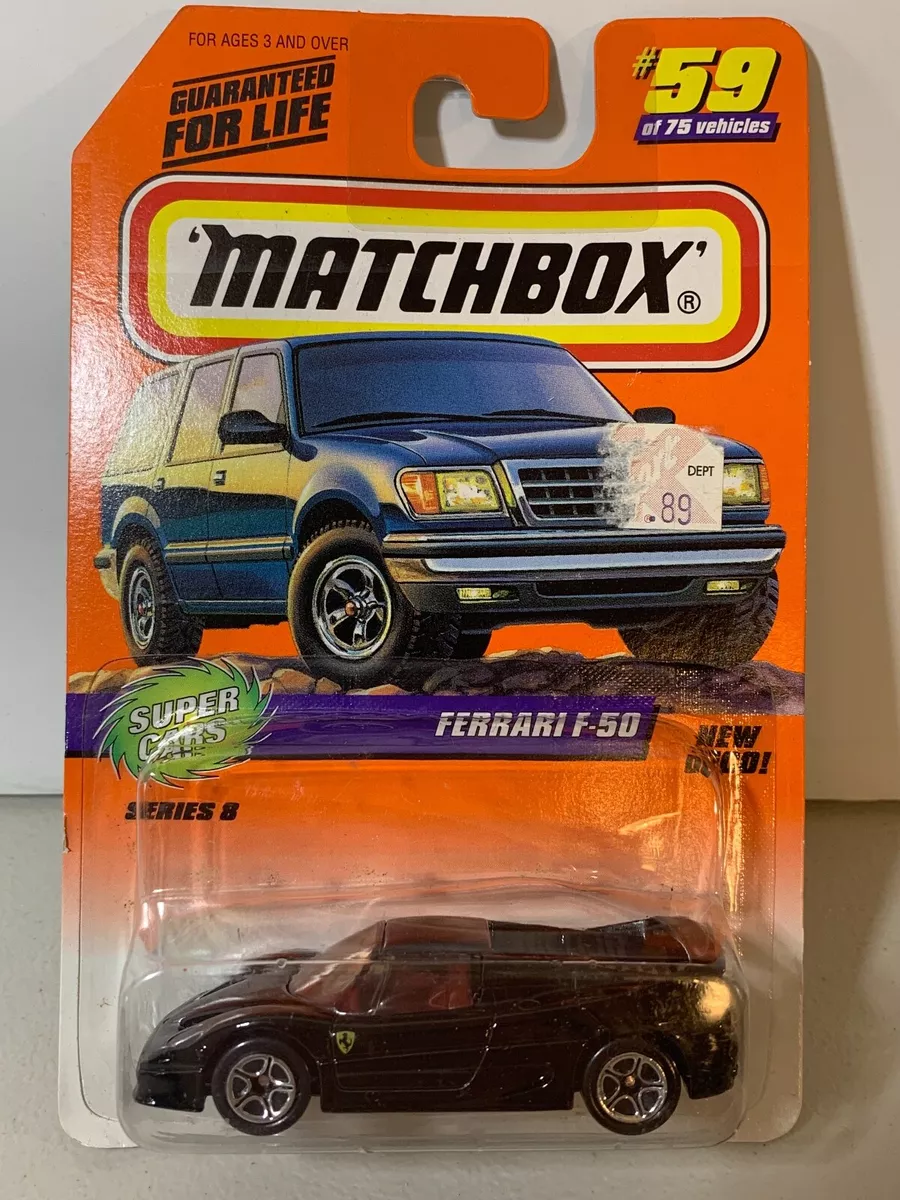 FOR AGES 3 AND OVER
GUARANTEED
FOR LIFE
#59
of 75 vehicles
'MATCHBOX'®
DEPT
.89
SUPER
CARS
FERRARI F-50
NEW
DECO!
SERIES 8